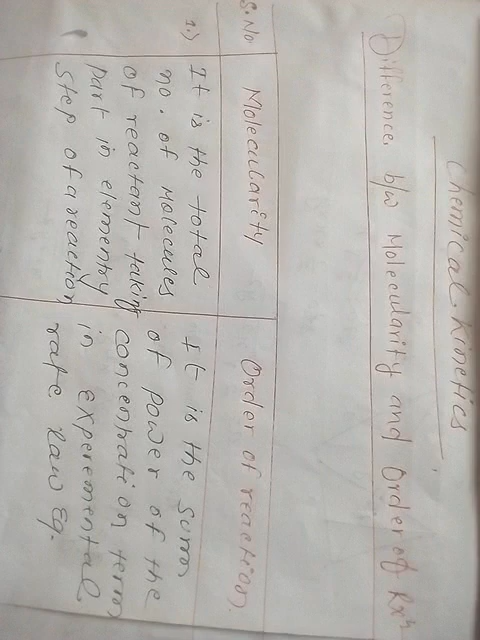 Chemical Kinetics
Difference b/w Molecularity and Order of Rxn
S.No Molecularity Order of reaction.
1.) It is the total It is the sum
no. of Molecules of power of the
of reactant taking concentration term
part in elementry in experemental
step of a reaction rate law Eq.